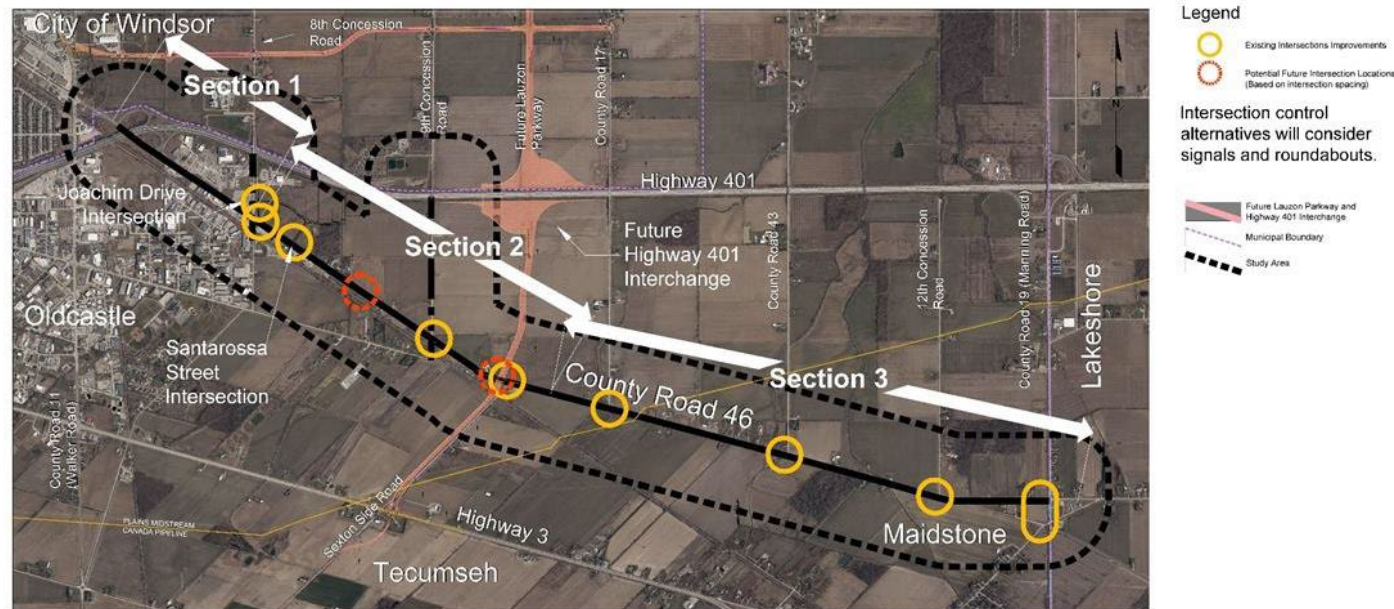 City of Windsor
8th Concession
Road
Section 1
9th Concession
Road
Future Lauzon
Parkway
County Road 17
Joachim Drive
Intersection
Highway 401
Section 2
Future
Highway 401
Interchange
County Road 43
12th Concession
Road
County Road 19 (Manning Road)
Lakeshore
N
Oldcastle
Santarossa
Street
Intersection
County Road 46
Section 3
County Road 11
(Walker Road)
PLAINS MIDSTREAM
CANADA PIPELINE
Sexton Side Road
Highway 3
Maidstone
Tecumseh
Legend
Existing Intersections Improvements
Potential Future Intersection Locations
(Based on intersection spacing)
Intersection control
alternatives will consider
signals and roundabouts.
Future Lauzon Parkway and
Highway 401 Interchange
Municipal Boundary
Study Area